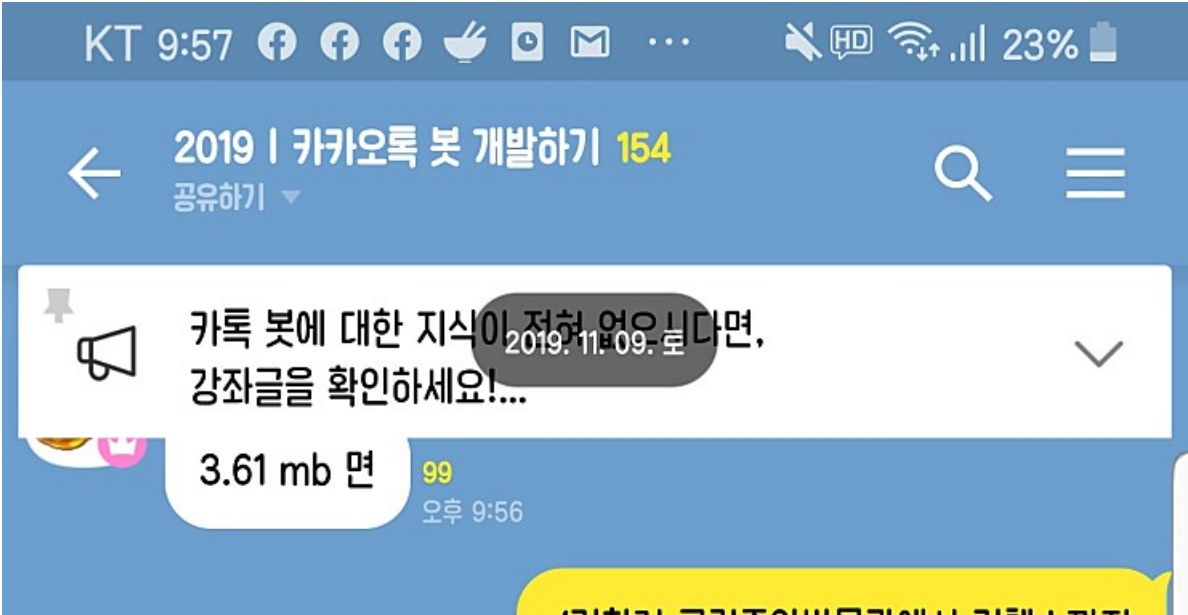 KT 9:57 HD 23%
2019 | 카카오톡 봇 개발하기 154
공유하기
카톡 봇에 대한 지식이 전혀 없으시다면,
2019. 11. 09. 토
강좌글을 확인하세요!...
3.61 mb 면 99
오후 9:56